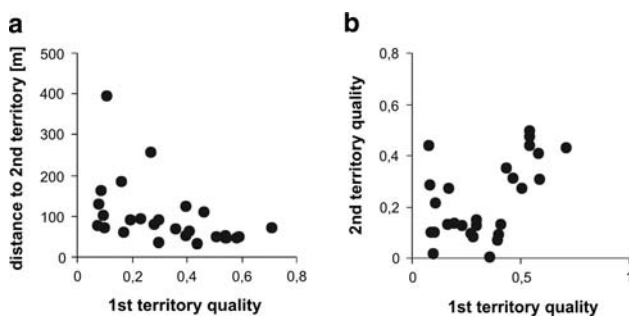 a
distance to 2nd territory [m]
500
400
300
200
100
0
0 0,2 0,4 0,6 0,8
1st territory quality
b
2nd territory quality
0,8
0,6
0,4
0,2
0
0 0,5 1
1st territory quality